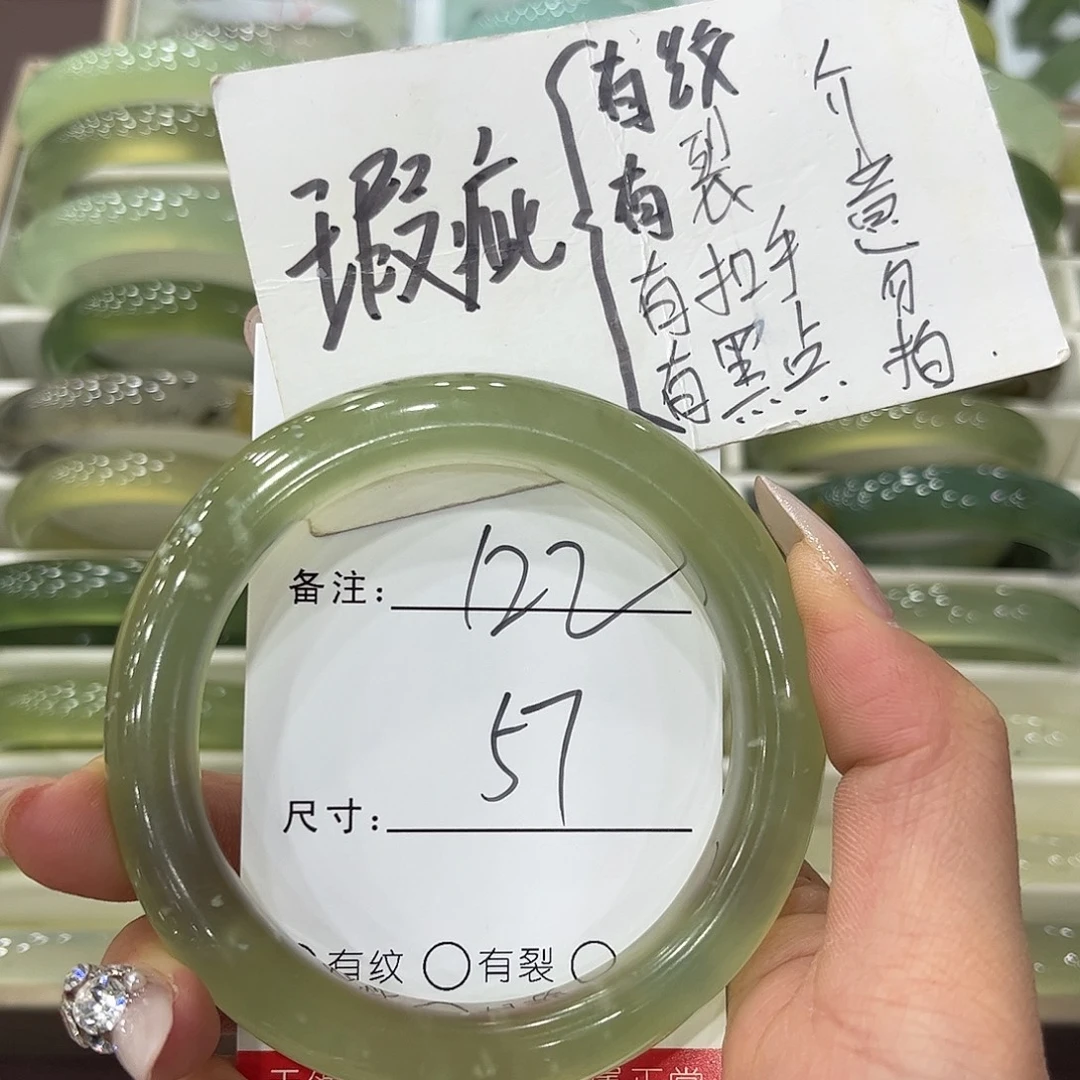 瑕疵
有纹
有裂
有扣手
有黑点.
介意勿拍.
备注: 122
尺寸: 57
有纹 有裂